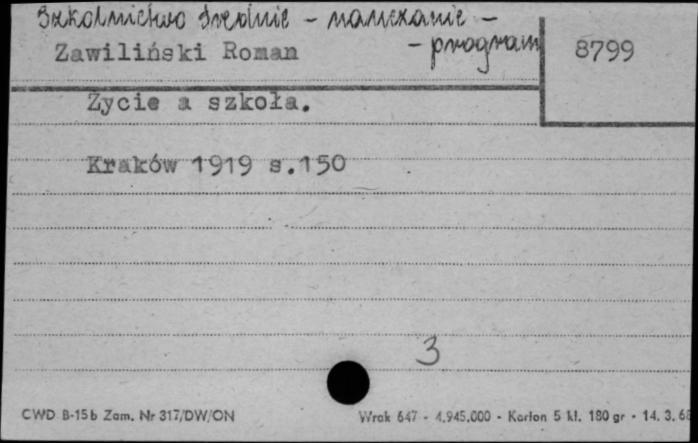 Szkolnictwo średnie - nauczanie -
- program
Zawiliński Roman
8799
Życie a szkoła.
Kraków 1919 s.150
3
CWD B-15b Zam. Nr 317/DW/ON
Wrak 647 - 4.945.000 - Karton 5 kl. 180 gr - 14. 3. 68